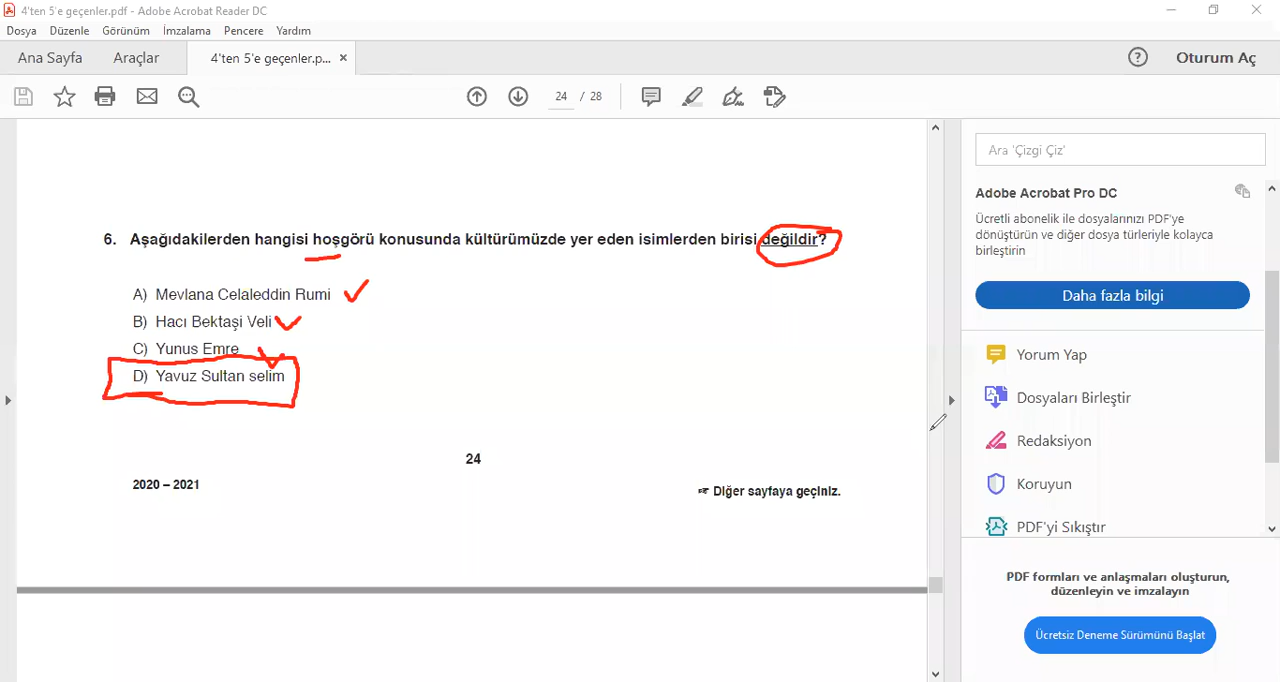 4'ten 5'e geçenler.pdf - Adobe Acrobat Reader DC
Dosya Düzenle Görünüm İmzalama Pencere Yardım
Ana Sayfa Araçlar 4'ten 5'e geçenler.p... × ? Oturum Aç
24 / 28
6. Aşağıdakilerden hangisi hoşgörü konusunda kültürümüzde yer eden isimlerden birisi değildir?
A) Mevlana Celaleddin Rumi
B) Hacı Bektaşi Veli
C) Yunus Emre
D) Yavuz Sultan selim
24
2020 – 2021
☞ Diğer sayfaya geçiniz.
Ara 'Çizgi Çiz'
Adobe Acrobat Pro DC
Ücretli abonelik ile dosyalarınızı PDF'ye
dönüştürün ve diğer dosya türleriyle kolayca
birleştirin
Daha fazla bilgi
Yorum Yap
Dosyaları Birleştir
Redaksiyon
Koruyun
PDF'yi Sıkıştır
PDF formları ve anlaşmaları oluşturun,
düzenleyin ve imzalayın
Ücretsiz Deneme Sürümünü Başlat